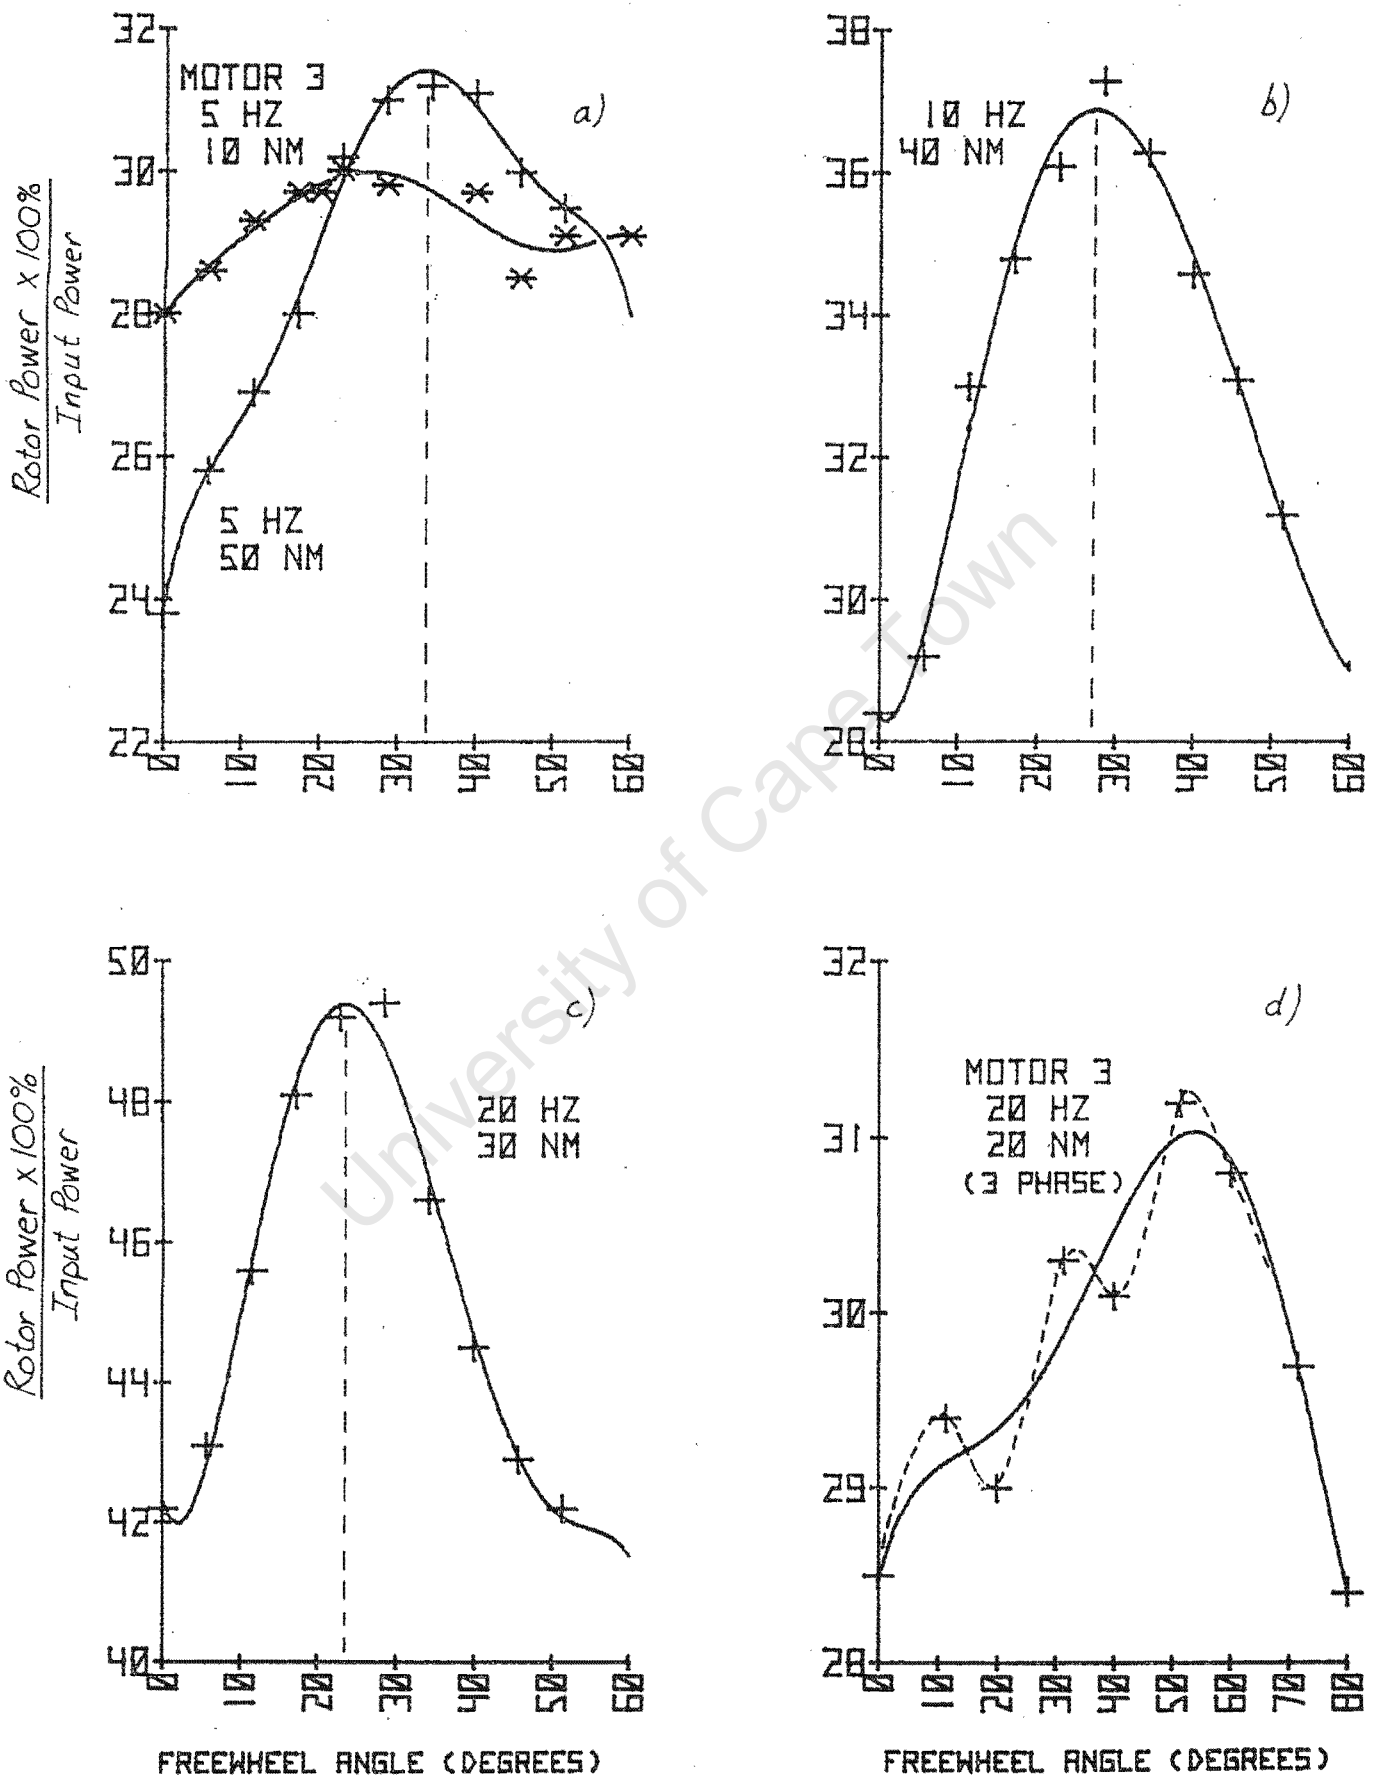 32
30
28
26
24
22
0 10 20 30 40 50 60
MOTOR 3
5 HZ
10 NM
5 HZ
50 NM
a)
Rotor Power x 100%
Input Power
38
36
34
32
30
28
0 10 20 30 40 50 60
10 HZ
40 NM
b)
50
48
46
44
42
40
0 10 20 30 40 50 60
20 HZ
30 NM
c)
Rotor Power x 100%
Input Power
FREEWHEEL ANGLE (DEGREES)
32
31
30
29
28
0 10 20 30 40 50 60 70 80
MOTOR 3
20 HZ
20 NM
(3 PHASE)
d)
FREEWHEEL ANGLE (DEGREES)
University of Cape Town